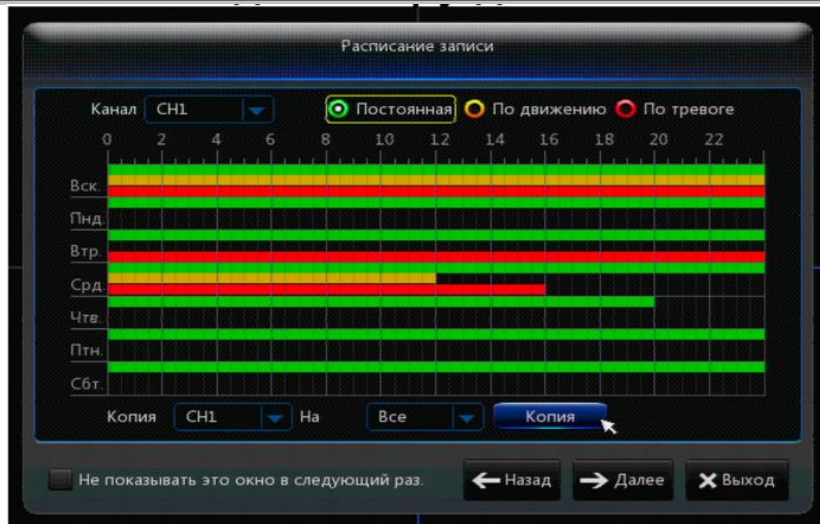 Расписание записи
Канал CH1 Постоянная По движению По тревоге
0 2 4 6 8 10 12 14 16 18 20 22
Вск.
Пнд.
Втр.
Срд.
Чтв.
Птн.
Сбт.
Копия CH1 На Все Копия
Не показывать это окно в следующий раз. Назад Далее Выход